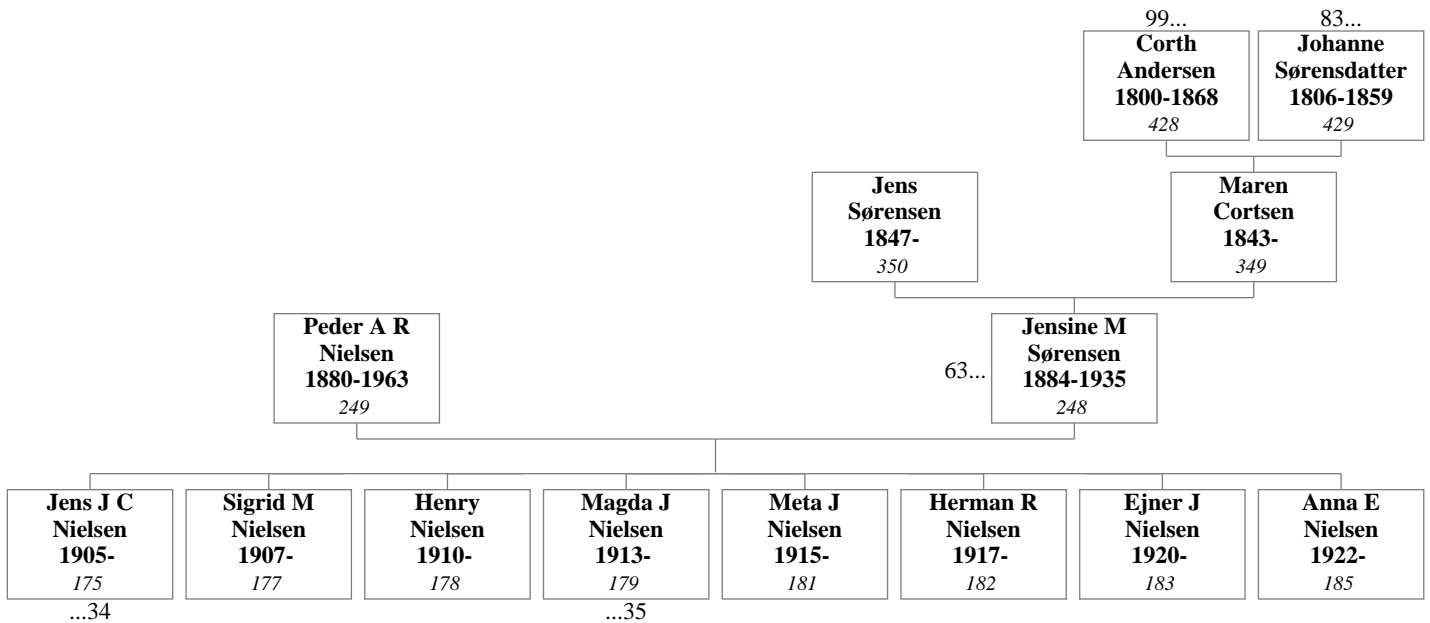 99...
Corth
Andersen
1800-1868
428
83...
Johanne
Sørensdatter
1806-1859
429
Jens
Sørensen
1847-
350
Maren
Cortsen
1843-
349
Peder A R
Nielsen
1880-1963
249
63...
Jensine M
Sørensen
1884-1935
248
Jens J C
Nielsen
1905-
175
...34
Sigrid M
Nielsen
1907-
177
Henry
Nielsen
1910-
178
Magda J
Nielsen
1913-
179
...35
Meta J
Nielsen
1915-
181
Herman R
Nielsen
1917-
182
Ejner J
Nielsen
1920-
183
Anna E
Nielsen
1922-
185